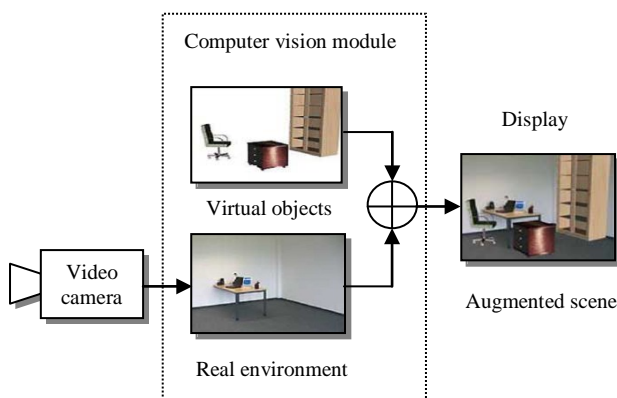 Computer vision module
Display
Virtual objects
Video
camera
Augmented scene
Real environment